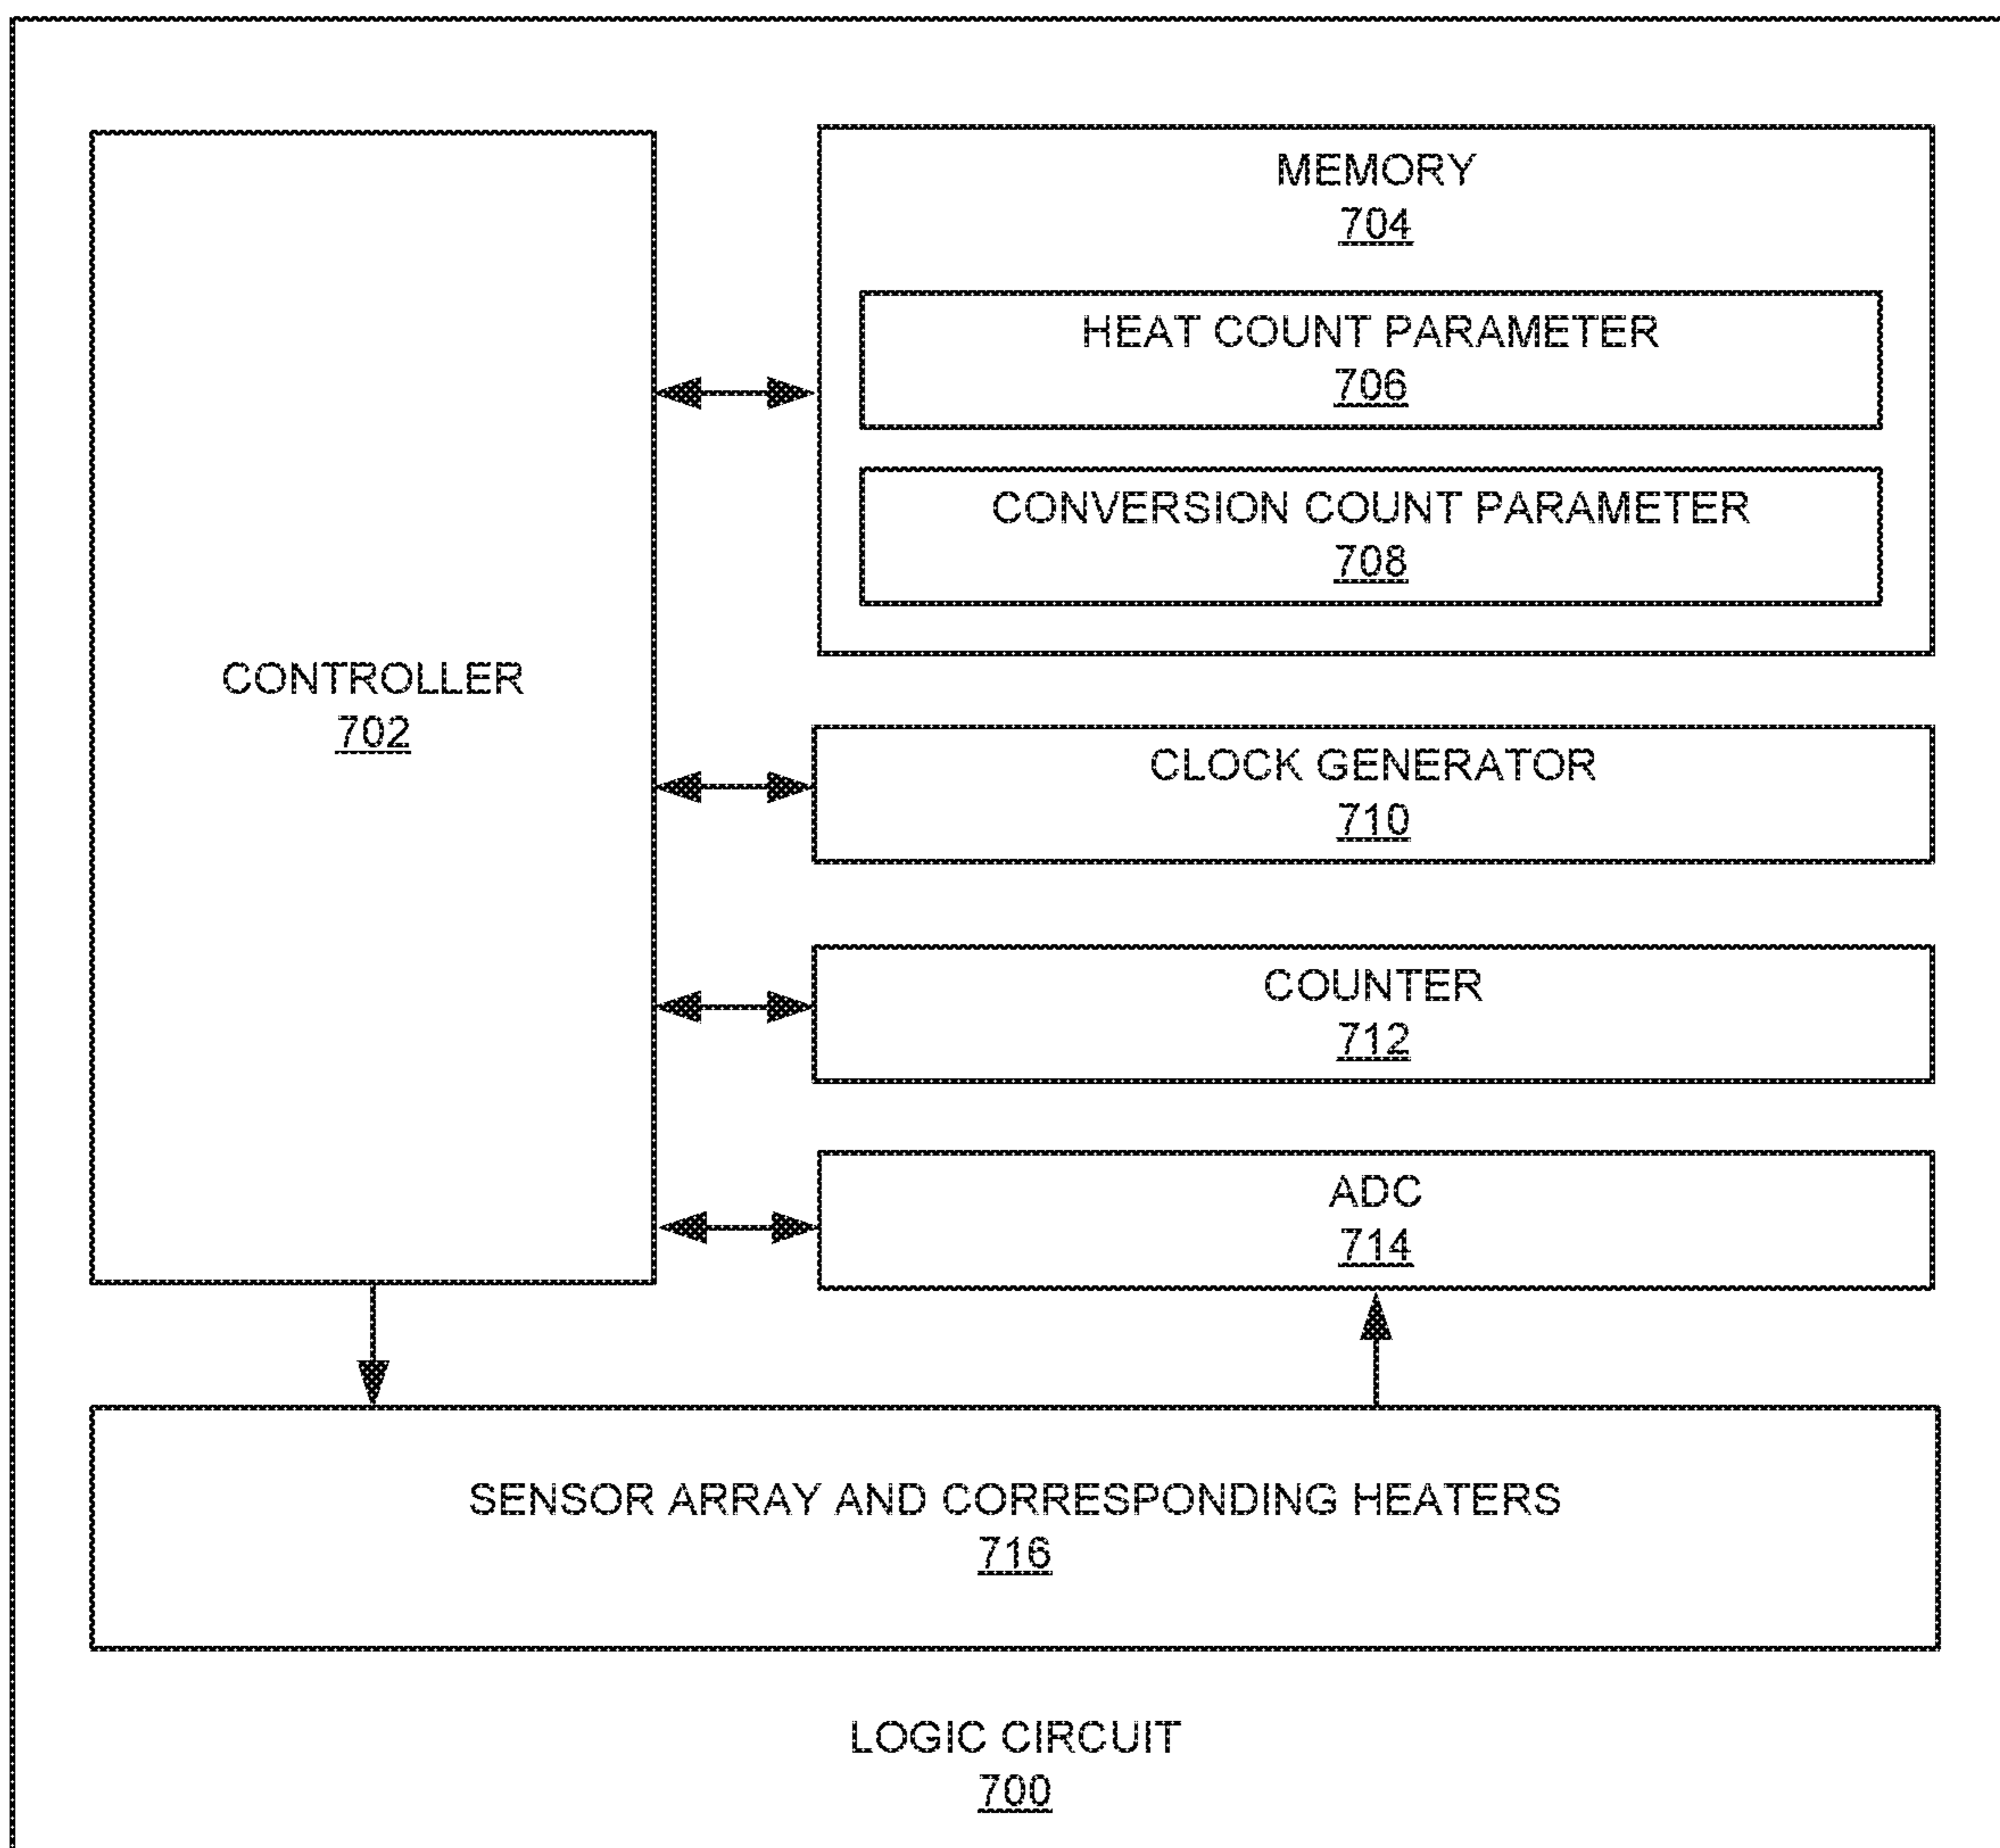 MEMORY
704
HEAT COUNT PARAMETER
706
CONVERSION COUNT PARAMETER
708
CONTROLLER
702
CLOCK GENERATOR
710
COUNTER
712
ADC
714
SENSOR ARRAY AND CORRESPONDING HEATERS
716
LOGIC CIRCUIT
700